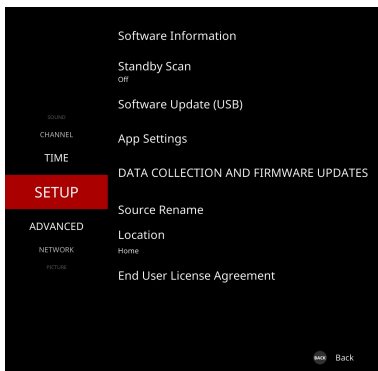 SOUND
CHANNEL
TIME
SETUP
ADVANCED
NETWORK
PICTURE
Software Information
Standby Scan
Off
Software Update (USB)
App Settings
DATA COLLECTION AND FIRMWARE UPDATES
Source Rename
Location
Home
End User License Agreement
BACK Back